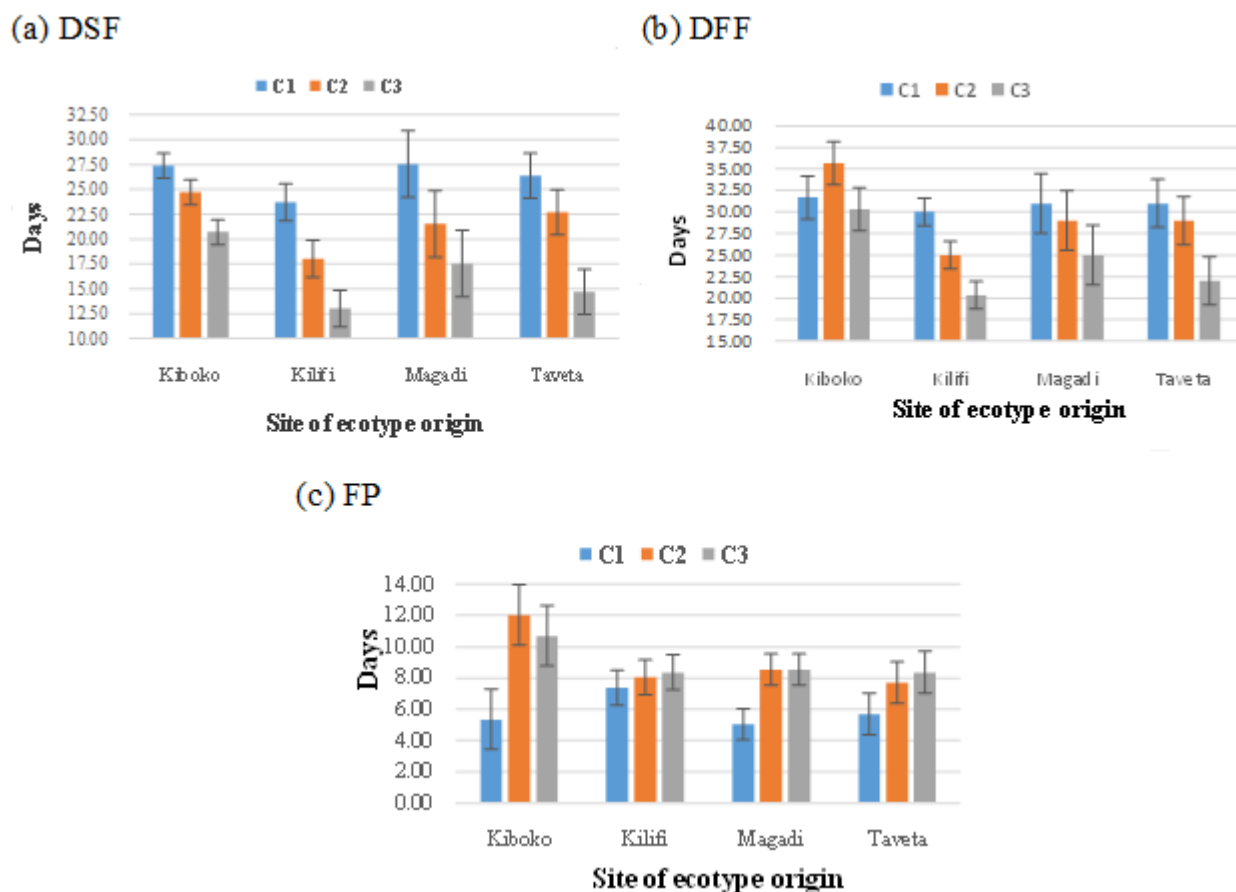 (a) DSF
C1 C2 C3
32.50
30.00
27.50
25.00
22.50
20.00
17.50
15.00
12.50
10.00
Days
Kiboko Kilifi Magadi Taveta
Site of ecotype origin
(b) DFF
C1 C2 C3
40.00
37.50
35.00
32.50
30.00
27.50
25.00
22.50
20.00
17.50
15.00
Days
Kiboko Kilifi Magadi Taveta
Site of ecotype origin
(c) FP
C1 C2 C3
14.00
12.00
10.00
8.00
6.00
4.00
2.00
0.00
Days
Kiboko Kilifi Magadi Taveta
Site of ecotype origin